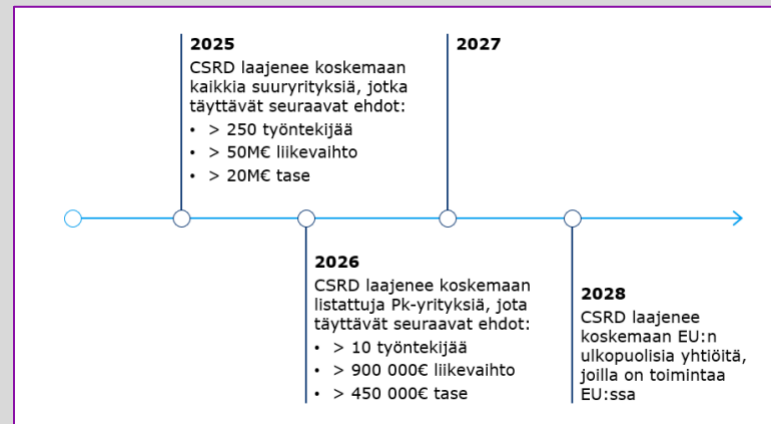 2025
CSRD laajenee koskemaan
kaikkia suuryrityksiä, jotka
täyttävät seuraavat ehdot:
• > 250 työntekijää
• > 50M€ liikevaihto
• > 20M€ tase
2026
CSRD laajenee koskemaan
listattuja Pk-yrityksiä, jota
täyttävät seuraavat ehdot:
• > 10 työntekijää
• > 900 000€ liikevaihto
• > 450 000€ tase
2027
2028
CSRD laajenee
koskemaan EU:n
ulkopuolisia yhtiöitä,
joilla on toimintaa
EU:ssa